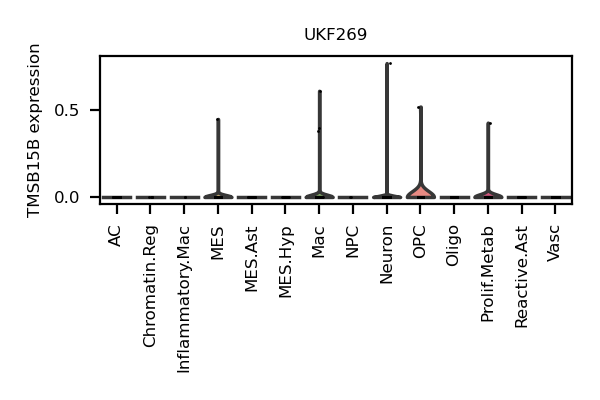 UKF269
TMSB15B expression
0.5
0.0
AC
Chromatin.Reg
Inflammatory.Mac
MES
MES.Ast
MES.Hyp
Mac
NPC
Neuron
OPC
Oligo
Prolif.Metab
Reactive.Ast
Vasc